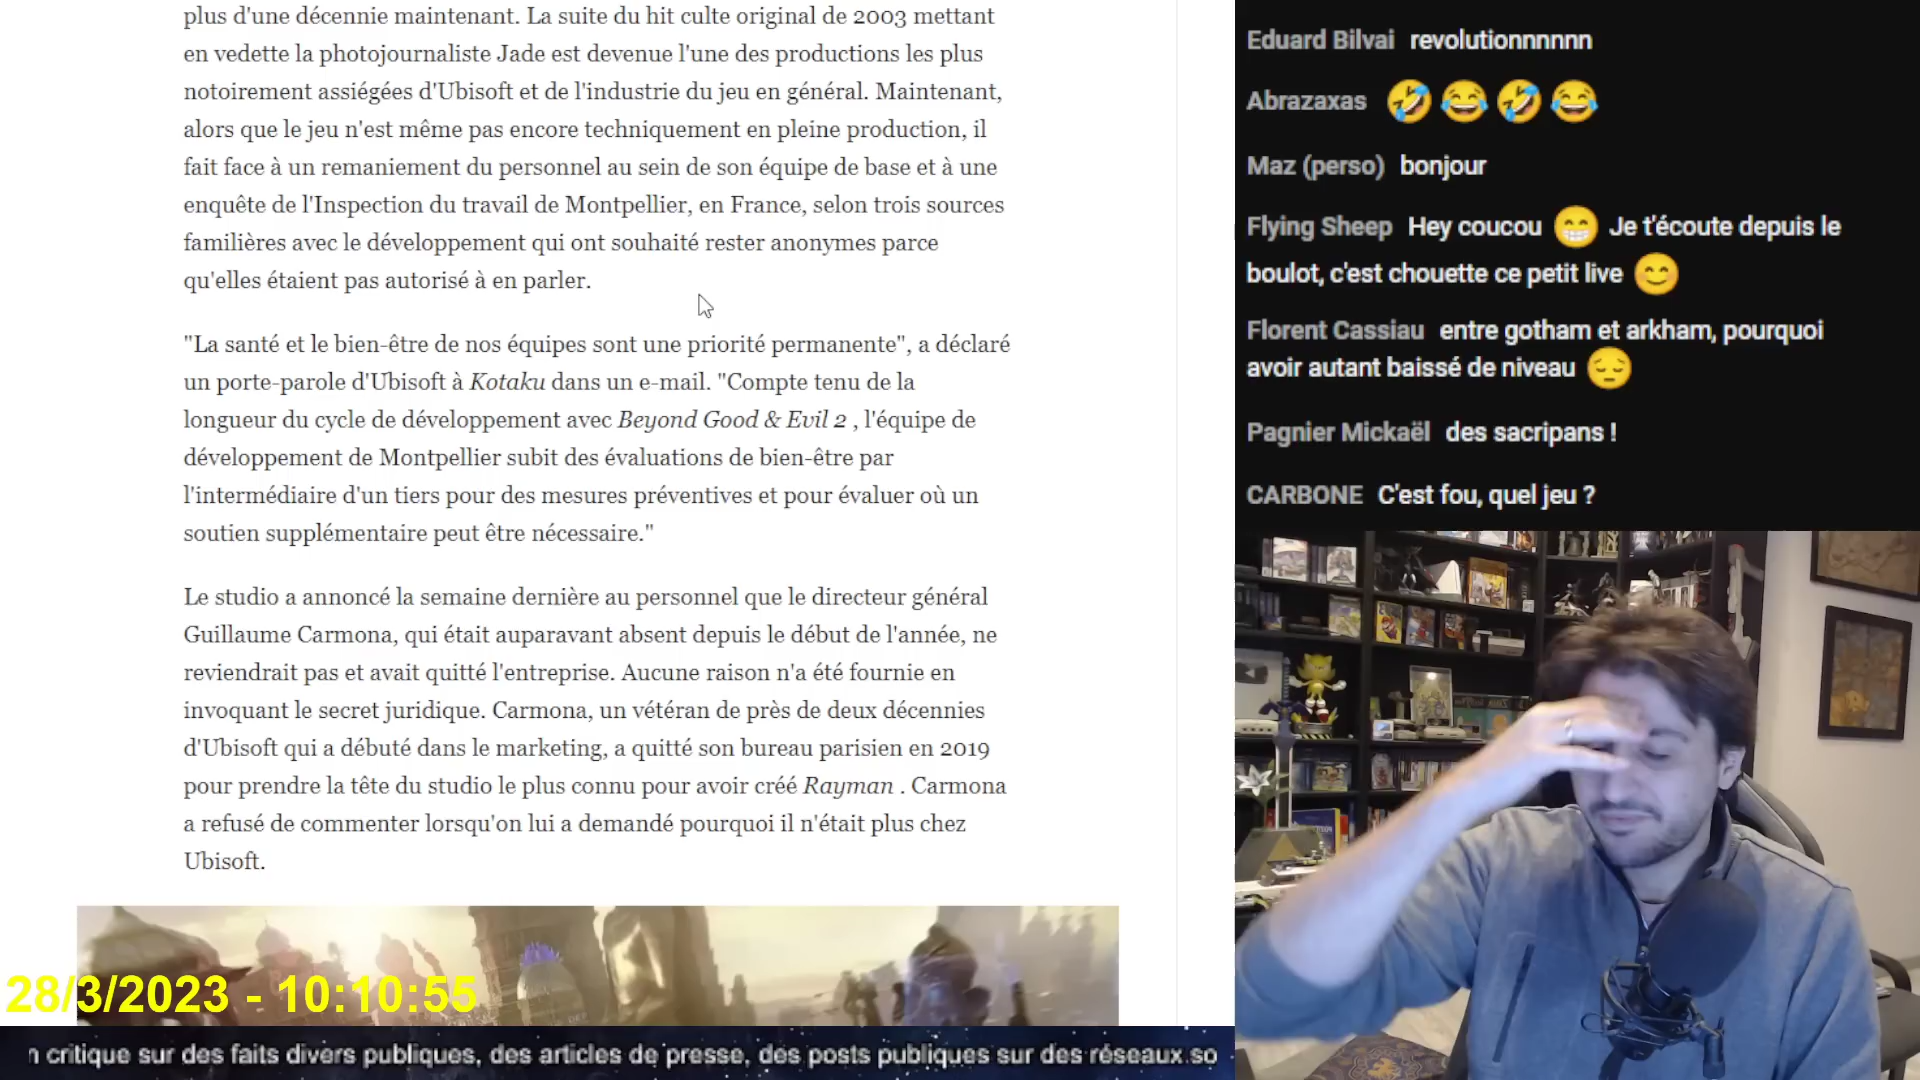 plus d'une décennie maintenant. La suite du hit culte original de 2003 mettant
en vedette la photojournaliste Jade est devenue l'une des productions les plus
notoirement assiégées d'Ubisoft et de l'industrie du jeu en général. Maintenant,
alors que le jeu n'est même pas encore techniquement en pleine production, il
fait face à un remaniement du personnel au sein de son équipe de base et à une
enquête de l'Inspection du travail de Montpellier, en France, selon trois sources
familières avec le développement qui ont souhaité rester anonymes parce
qu'elles étaient pas autorisé à en parler.
"La santé et le bien-être de nos équipes sont une priorité permanente", a déclaré
un porte-parole d'Ubisoft à Kotaku dans un e-mail. "Compte tenu de la
longueur du cycle de développement avec Beyond Good & Evil 2 , l'équipe de
développement de Montpellier subit des évaluations de bien-être par
l'intermédiaire d'un tiers pour des mesures préventives et pour évaluer où un
soutien supplémentaire peut être nécessaire."
Le studio a annoncé la semaine dernière au personnel que le directeur général
Guillaume Carmona, qui était auparavant absent depuis le début de l'année, ne
reviendrait pas et avait quitté l'entreprise. Aucune raison n'a été fournie en
invoquant le secret juridique. Carmona, un vétéran de près de deux décennies
d'Ubisoft qui a débuté dans le marketing, a quitté son bureau parisien en 2019
pour prendre la tête du studio le plus connu pour avoir créé Rayman . Carmona
a refusé de commenter lorsqu'on lui a demandé pourquoi il n'était plus chez
Ubisoft.
28/3/2023 - 10:10:55
n critique sur des faits divers publiques, des articles de presse, des posts publiques sur des réseaux so
Eduard Bilvai revolutionnnnnn
Abrazaxas 🤣😂🤣😂
Maz (perso) bonjour
Flying Sheep Hey coucou 😁 Je t'écoute depuis le
boulot, c'est chouette ce petit live 😊
Florent Cassiau entre gotham et arkham, pourquoi
avoir autant baissé de niveau 😔
Pagnier Mickaël des sacripans !
CARBONE C'est fou, quel jeu ?